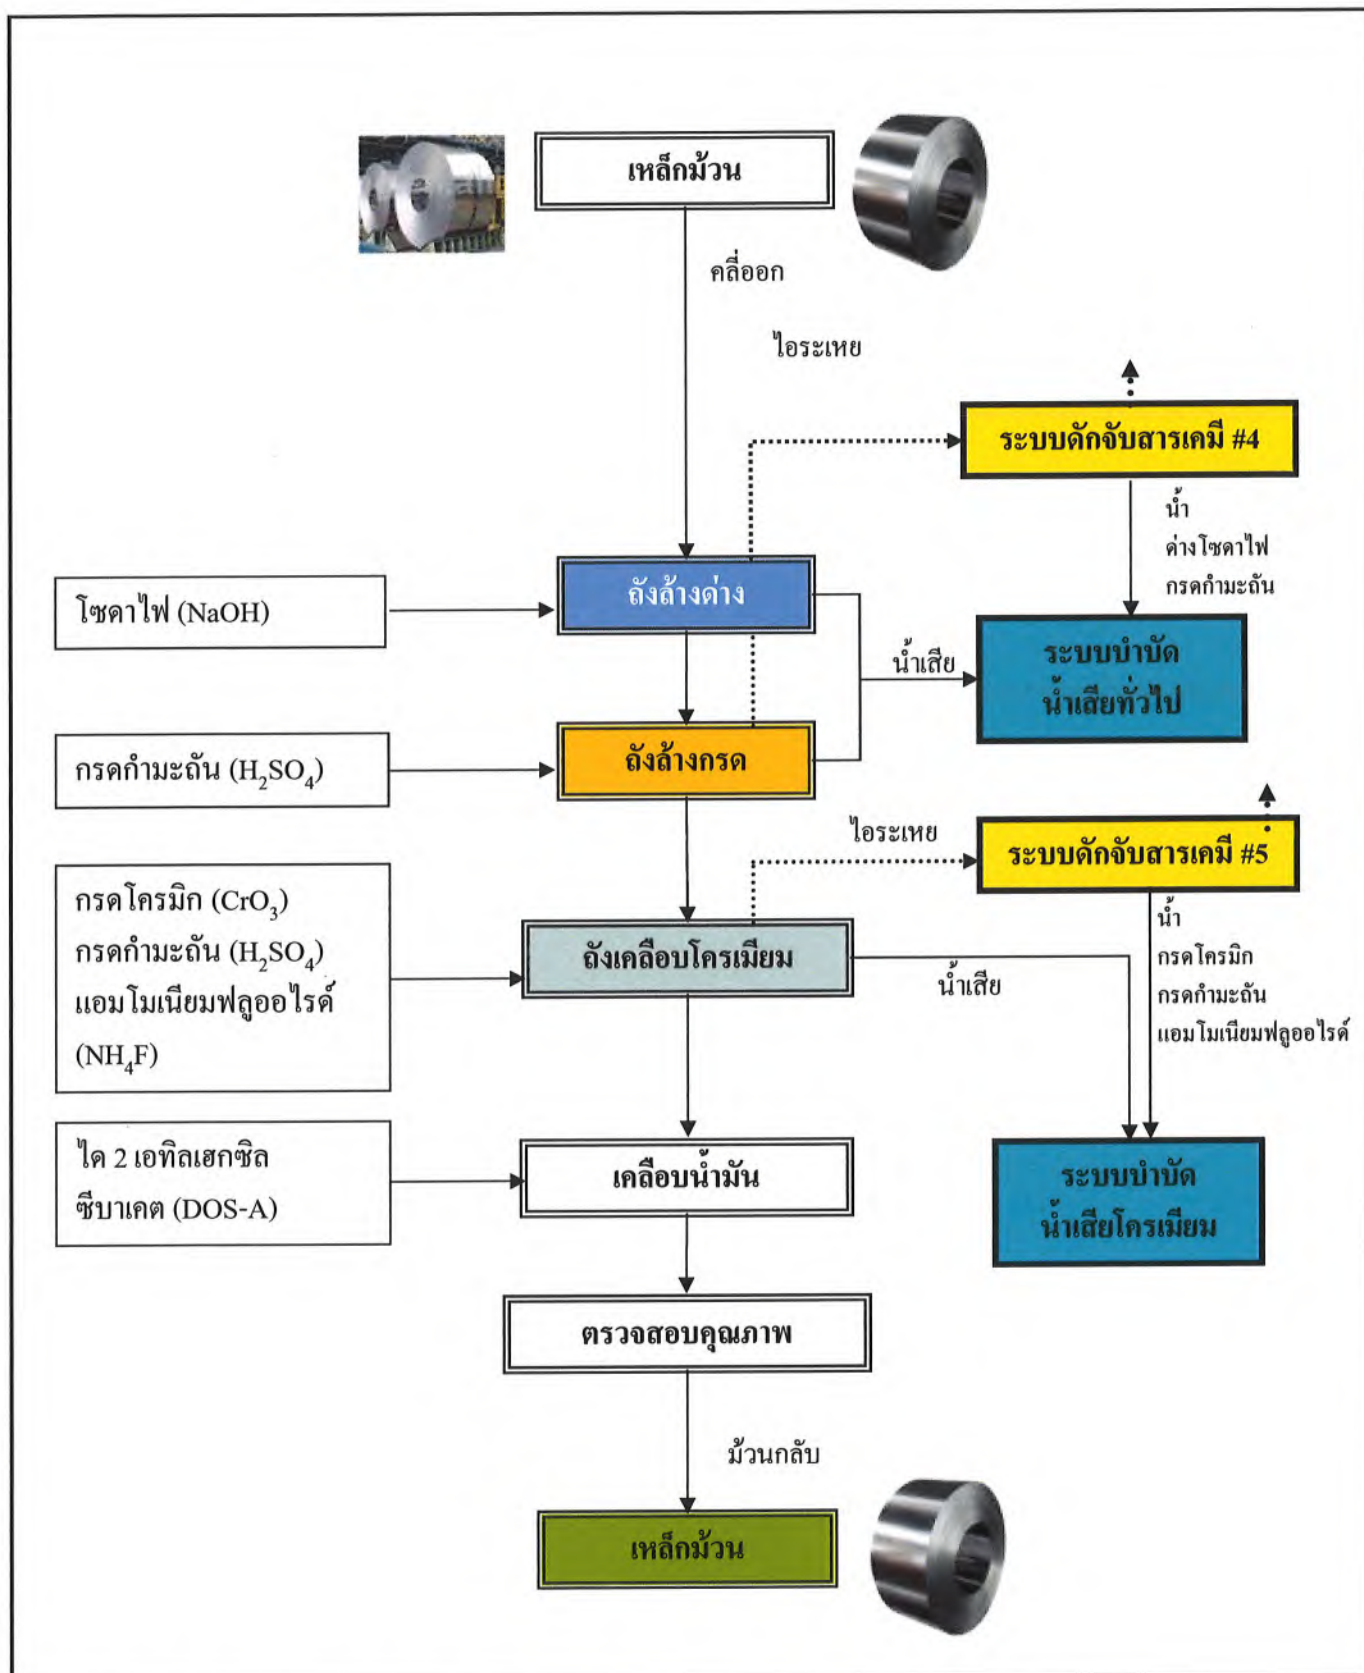 เหล็กม้วน
คลี่ออก
ไอระเหย
ระบบดักจับสารเคมี #4
น้ำ
ด่างโซดาไฟ
กรดกำมะถัน
โซดาไฟ (NaOH)
ถังล้างด่าง
น้ำเสีย
ระบบบำบัด
น้ำเสียทั่วไป
กรดกำมะถัน (H₂SO₄)
ถังล้างกรด
ไอระเหย
ระบบดักจับสารเคมี #5
น้ำ
กรดโครมิก
กรดกำมะถัน
แอมโมเนียมฟลูออไรด์
กรดโครมิก (CrO₃)
กรดกำมะถัน (H₂SO₄)
แอมโมเนียมฟลูออไรด์
(NH₄F)
ถังเคลือบโครเมียม
น้ำเสีย
ได 2 เอทิลเฮกซิล
ซีบาเคต (DOS-A)
เคลือบน้ำมัน
ระบบบำบัด
น้ำเสียโครเมียม
ตรวจสอบคุณภาพ
ม้วนกลับ
เหล็กม้วน